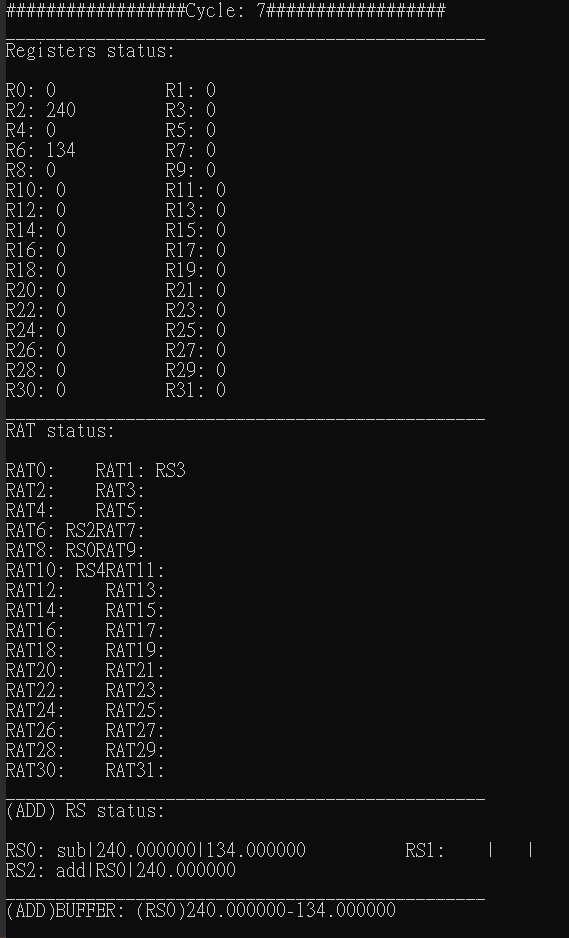 ##################Cycle: 7##################
________________________________________________
Registers status:
R0: 0 R1: 0
R2: 240 R3: 0
R4: 0 R5: 0
R6: 134 R7: 0
R8: 0 R9: 0
R10: 0 R11: 0
R12: 0 R13: 0
R14: 0 R15: 0
R16: 0 R17: 0
R18: 0 R19: 0
R20: 0 R21: 0
R22: 0 R23: 0
R24: 0 R25: 0
R26: 0 R27: 0
R28: 0 R29: 0
R30: 0 R31: 0
________________________________________________
RAT status:
RAT0: RAT1: RS3
RAT2: RAT3:
RAT4: RAT5:
RAT6: RS2RAT7:
RAT8: RS0RAT9:
RAT10: RS4RAT11:
RAT12: RAT13:
RAT14: RAT15:
RAT16: RAT17:
RAT18: RAT19:
RAT20: RAT21:
RAT22: RAT23:
RAT24: RAT25:
RAT26: RAT27:
RAT28: RAT29:
RAT30: RAT31:
________________________________________________
(ADD) RS status:
RS0: sub|240.000000|134.000000 RS1: | |
RS2: add|RS0|240.000000
________________________________________________
(ADD)BUFFER: (RS0)240.000000-134.000000